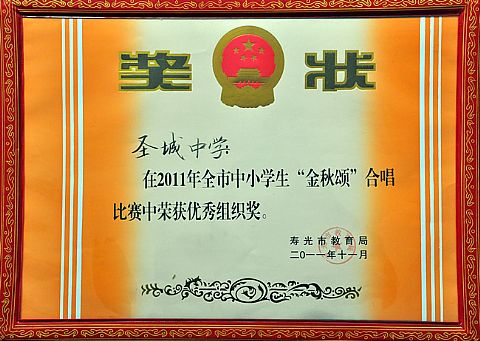 奖状
圣城中学:
在2011年全市中小学生“金秋颂”合唱
比赛中荣获优秀组织奖。
寿光市教育局
二〇一一年十一月